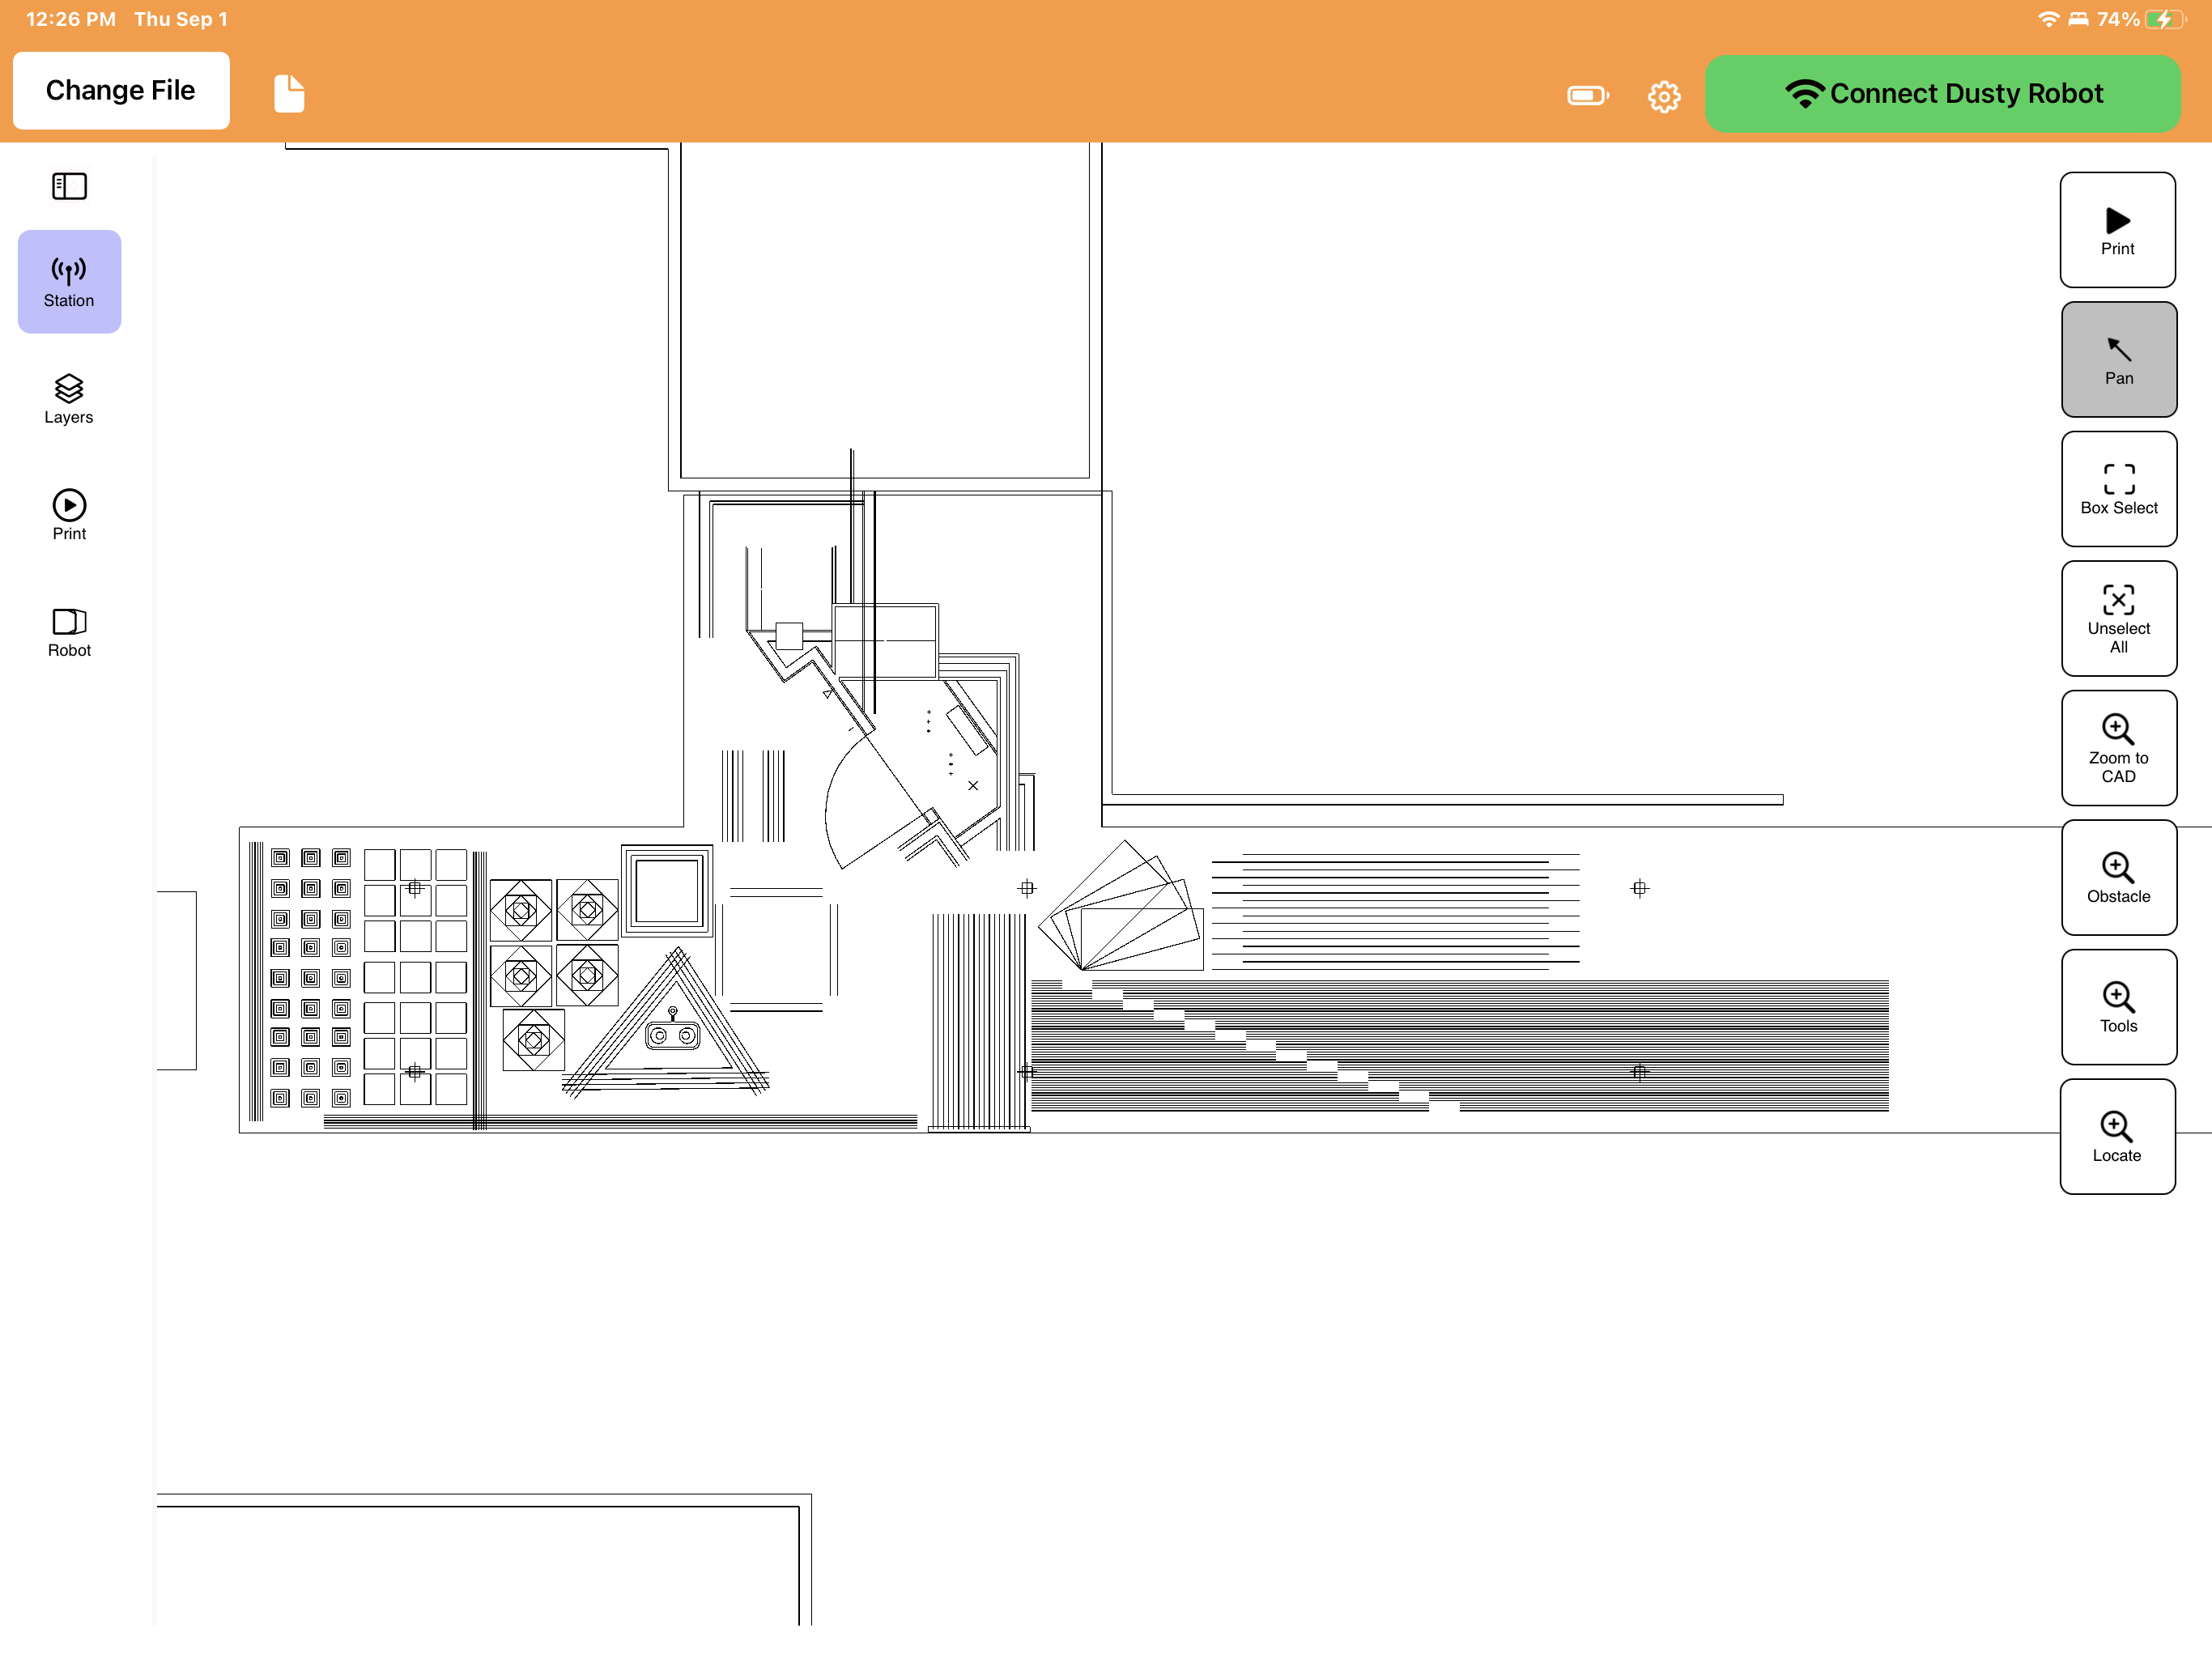 12:26 PM Thu Sep 1
74%
Change File
Connect Dusty Robot
Station
Layers
Print
Robot
Print
Pan
Box Select
Unselect
All
Zoom to
CAD
Obstacle
Tools
Locate